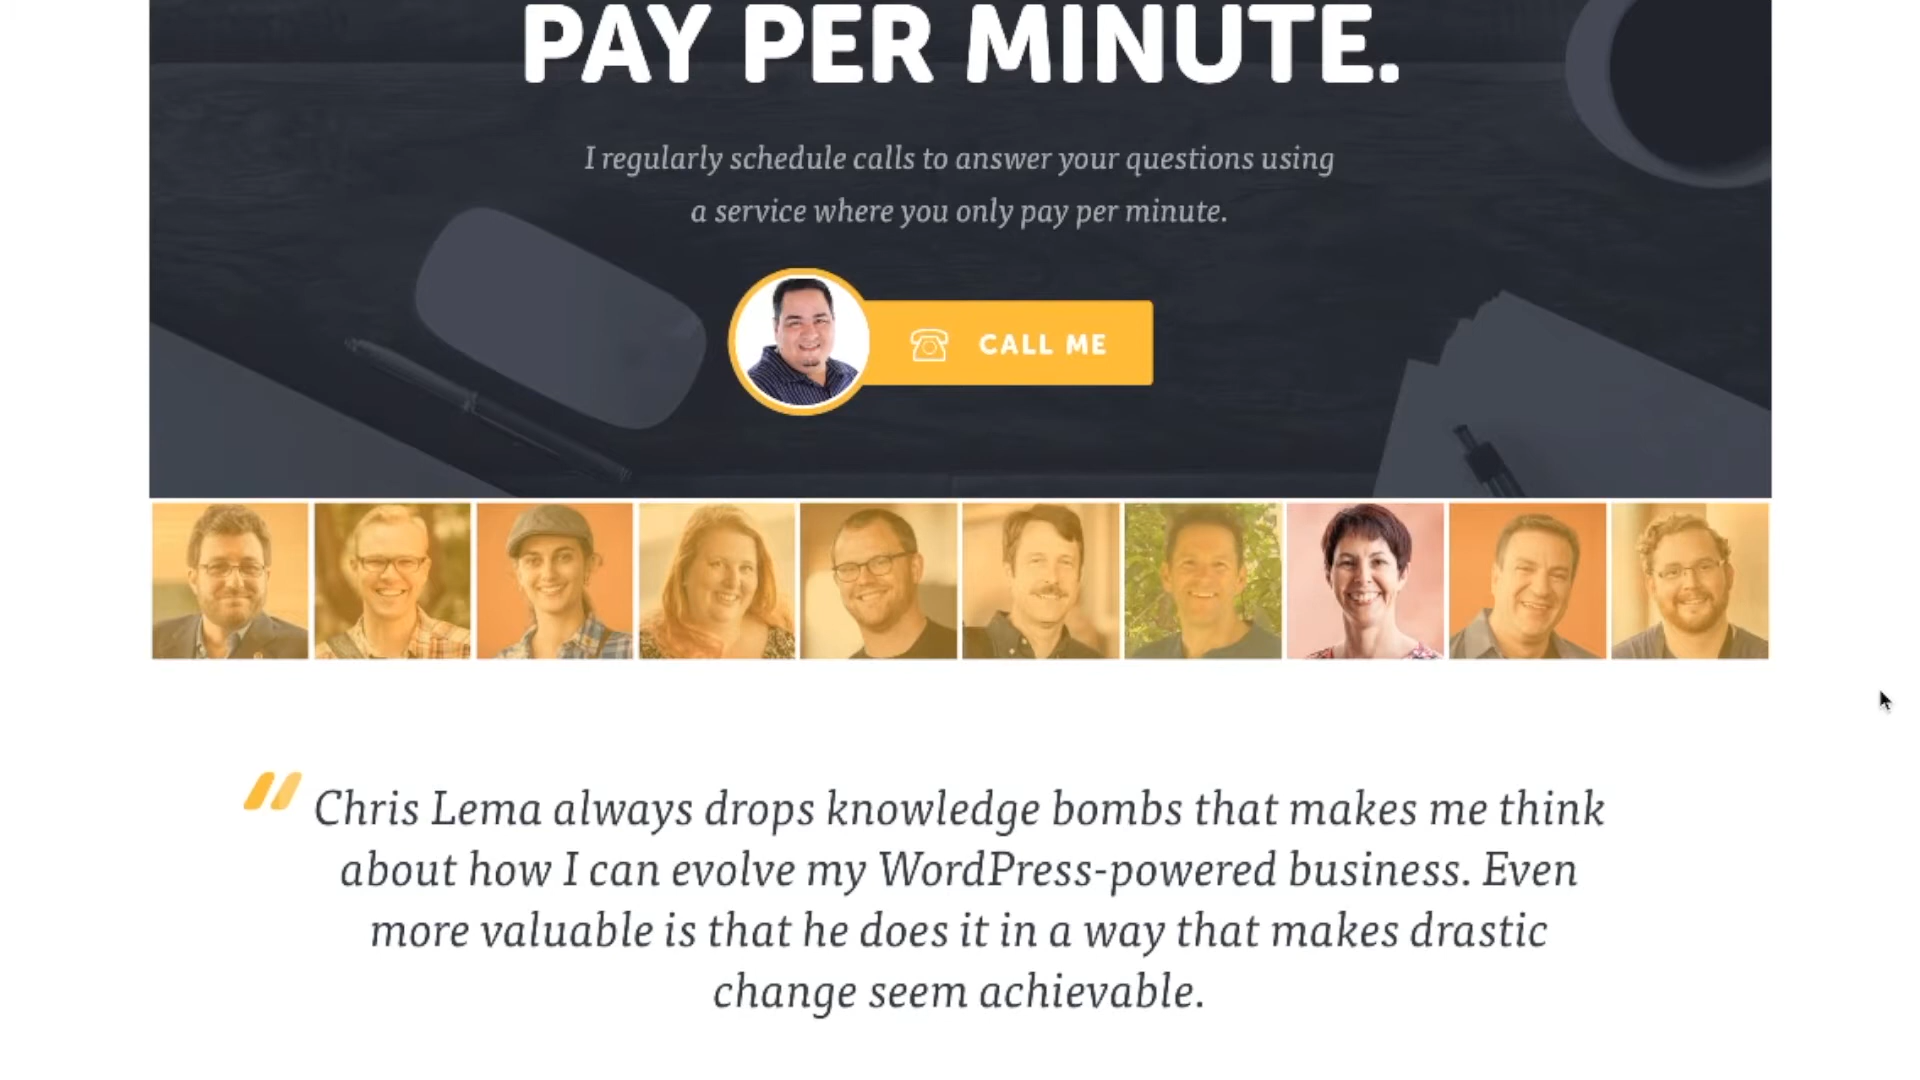 PAY PER MINUTE.
I regularly schedule calls to answer your questions using
a service where you only pay per minute.
CALL ME
“ Chris Lema always drops knowledge bombs that makes me think
about how I can evolve my WordPress-powered business. Even
more valuable is that he does it in a way that makes drastic
change seem achievable.